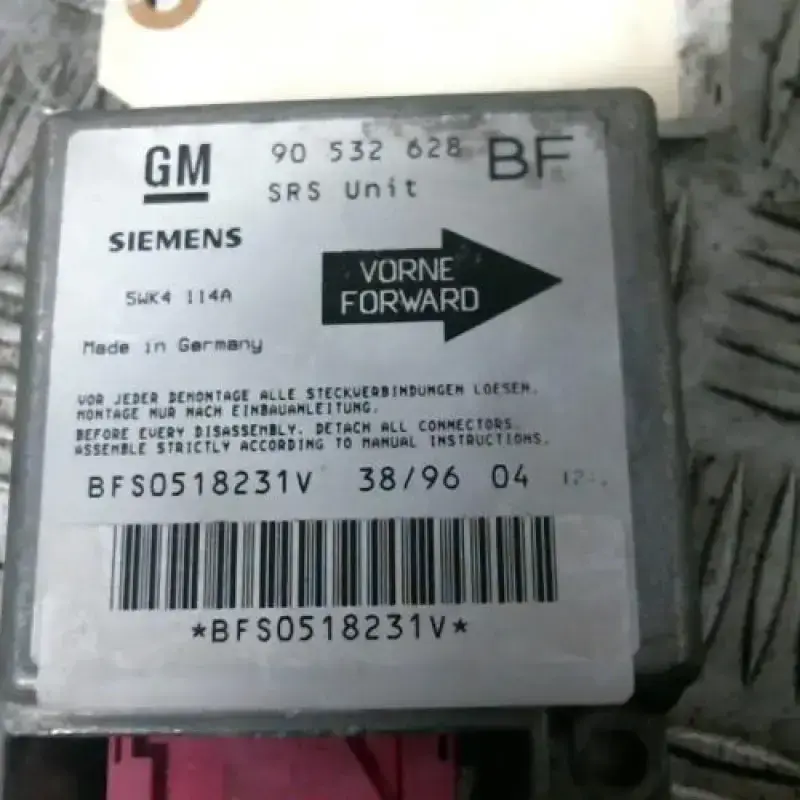 GM 90 532 628 BF
SRS Unit
SIEMENS
VORNE
FORWARD
5WK4 114A
Made in Germany
VOR JEDER DEMONTAGE ALLE STECKVERBINDUNGEN LOESEN.
MONTAGE NUR NACH EINBAUANLEITUNG.
BEFORE EVERY DISASSEMBLY. DETACH ALL CONNECTORS.
ASSEMBLE STRICTLY ACCORDING TO MANUAL INSTRUCTIONS.
BFS0518231V 38/96 04
*BFS0518231V*